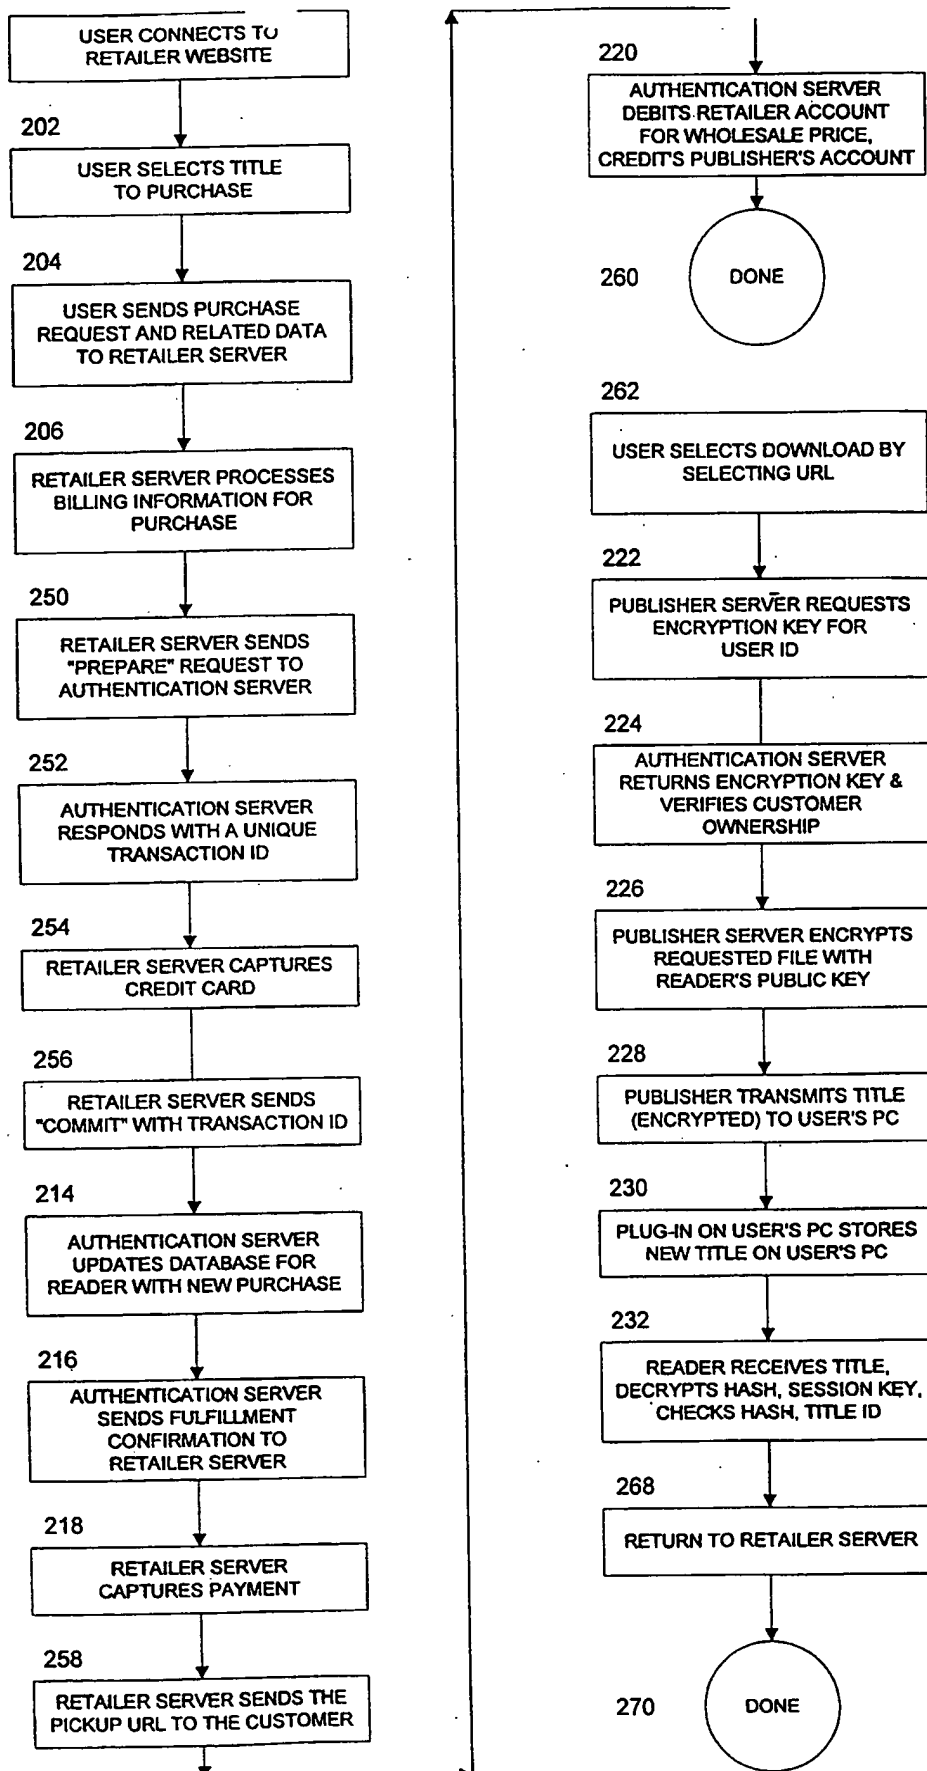 USER CONNECTS TO
RETAILER WEBSITE
202
USER SELECTS TITLE
TO PURCHASE
204
USER SENDS PURCHASE
REQUEST AND RELATED DATA
TO RETAILER SERVER
206
RETAILER SERVER PROCESSES
BILLING INFORMATION FOR
PURCHASE
250
RETAILER SERVER SENDS
"PREPARE" REQUEST TO
AUTHENTICATION SERVER
252
AUTHENTICATION SERVER
RESPONDS WITH A UNIQUE
TRANSACTION ID
254
RETAILER SERVER CAPTURES
CREDIT CARD
256
RETAILER SERVER SENDS
"COMMIT" WITH TRANSACTION ID
214
AUTHENTICATION SERVER
UPDATES DATABASE FOR
READER WITH NEW PURCHASE
216
AUTHENTICATION SERVER
SENDS FULFILLMENT
CONFIRMATION TO
RETAILER SERVER
218
RETAILER SERVER
CAPTURES PAYMENT
258
RETAILER SERVER SENDS THE
PICKUP URL TO THE CUSTOMER
220
AUTHENTICATION SERVER
DEBITS RETAILER ACCOUNT
FOR WHOLESALE PRICE,
CREDIT'S PUBLISHER'S ACCOUNT
260
DONE
262
USER SELECTS DOWNLOAD BY
SELECTING URL
222
PUBLISHER SERVER REQUESTS
ENCRYPTION KEY FOR
USER ID
224
AUTHENTICATION SERVER
RETURNS ENCRYPTION KEY &
VERIFIES CUSTOMER
OWNERSHIP
226
PUBLISHER SERVER ENCRYPTS
REQUESTED FILE WITH
READER'S PUBLIC KEY
228
PUBLISHER TRANSMITS TITLE
(ENCRYPTED) TO USER'S PC
230
PLUG-IN ON USER'S PC STORES
NEW TITLE ON USER'S PC
232
READER RECEIVES TITLE,
DECRYPTS HASH, SESSION KEY,
CHECKS HASH, TITLE ID
268
RETURN TO RETAILER SERVER
270
DONE